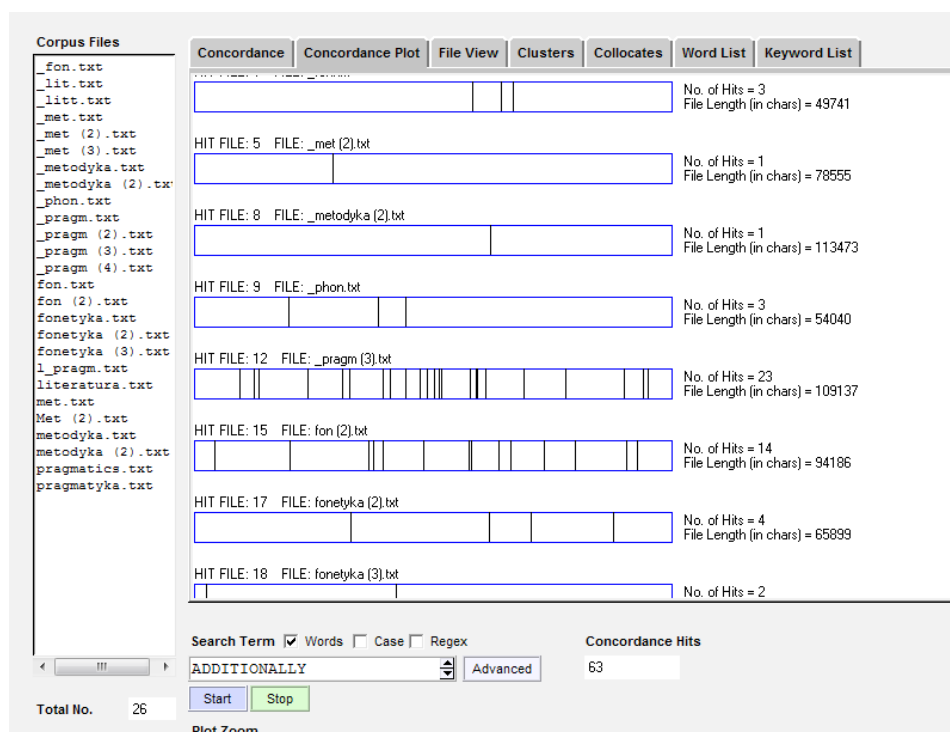 Corpus Files
_fon.txt
_lit.txt
_litt.txt
_met.txt
_met (2).txt
_met (3).txt
_metodyka.txt
_metodyka (2).tx
_phon.txt
_pragm.txt
_pragm (2).txt
_pragm (3).txt
_pragm (4).txt
fon.txt
fon (2).txt
fonetyka.txt
fonetyka (2).txt
fonetyka (3).txt
l_pragm.txt
literatura.txt
met.txt
Met (2).txt
metodyka.txt
metodyka (2).txt
pragmatics.txt
pragmatyka.txt
Total No. 26
Concordance Concordance Plot File View Clusters Collocates Word List Keyword List
No. of Hits = 3
File Length (in chars) = 49741
HIT FILE: 5 FILE: _met (2).txt
No. of Hits = 1
File Length (in chars) = 78555
HIT FILE: 8 FILE: _metodyka (2).txt
No. of Hits = 1
File Length (in chars) = 113473
HIT FILE: 9 FILE: _phon.txt
No. of Hits = 3
File Length (in chars) = 54040
HIT FILE: 12 FILE: _pragm (3).txt
No. of Hits = 23
File Length (in chars) = 109137
HIT FILE: 15 FILE: fon (2).txt
No. of Hits = 14
File Length (in chars) = 94186
HIT FILE: 17 FILE: fonetyka (2).txt
No. of Hits = 4
File Length (in chars) = 65899
HIT FILE: 18 FILE: fonetyka (3).txt
No. of Hits = 2
Search Term Words Case Regex
Concordance Hits
ADDITIONALLY Advanced
63
Start Stop
Plot Zoom